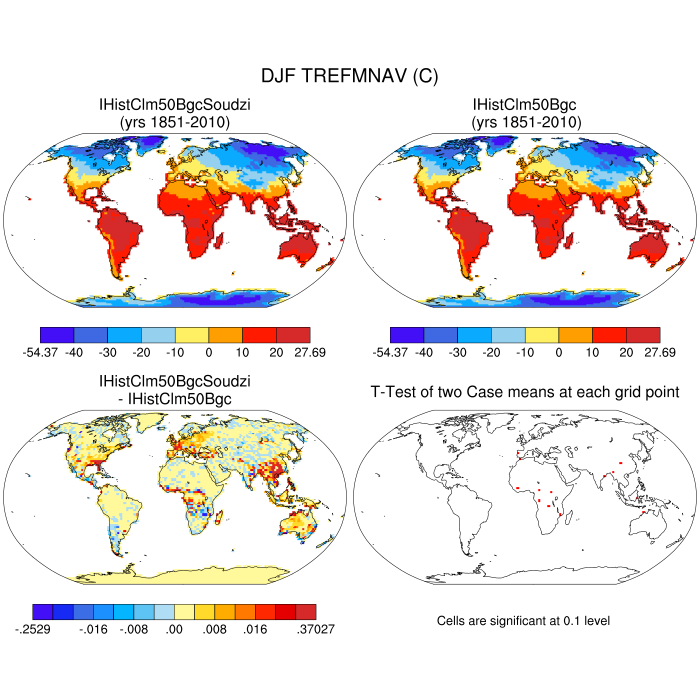 DJF TREFMNAV (C)
IHistClm50BgcSoudzi
(yrs 1851-2010)
IHistClm50Bgc
(yrs 1851-2010)
-54.37 -40 -30 -20 -10 0 10 20 27.69
-54.37 -40 -30 -20 -10 0 10 20 27.69
IHistClm50BgcSoudzi
- IHistClm50Bgc
T-Test of two Case means at each grid point
-.2529 -.016 -.008 .00 .008 .016 .37027
Cells are significant at 0.1 level